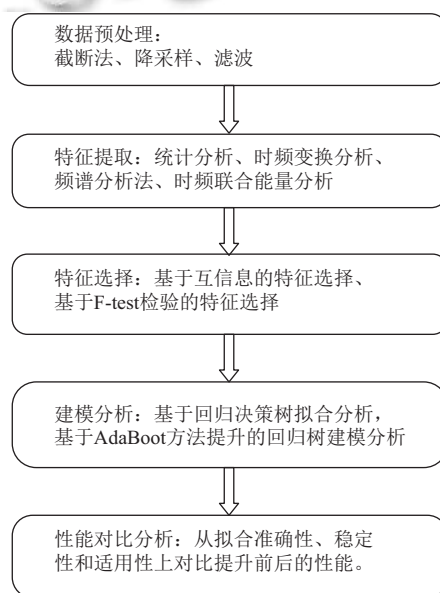 数据预处理：
截断法、降采样、滤波
特征提取：统计分析、时频变换分析、
频谱分析法、时频联合能量分析
特征选择：基于互信息的特征选择、
基于F-test检验的特征选择
建模分析：基于回归决策树拟合分析，
基于AdaBoot方法提升的回归树建模分析
性能对比分析：从拟合准确性、稳定
性和适用性上对比提升前后的性能。